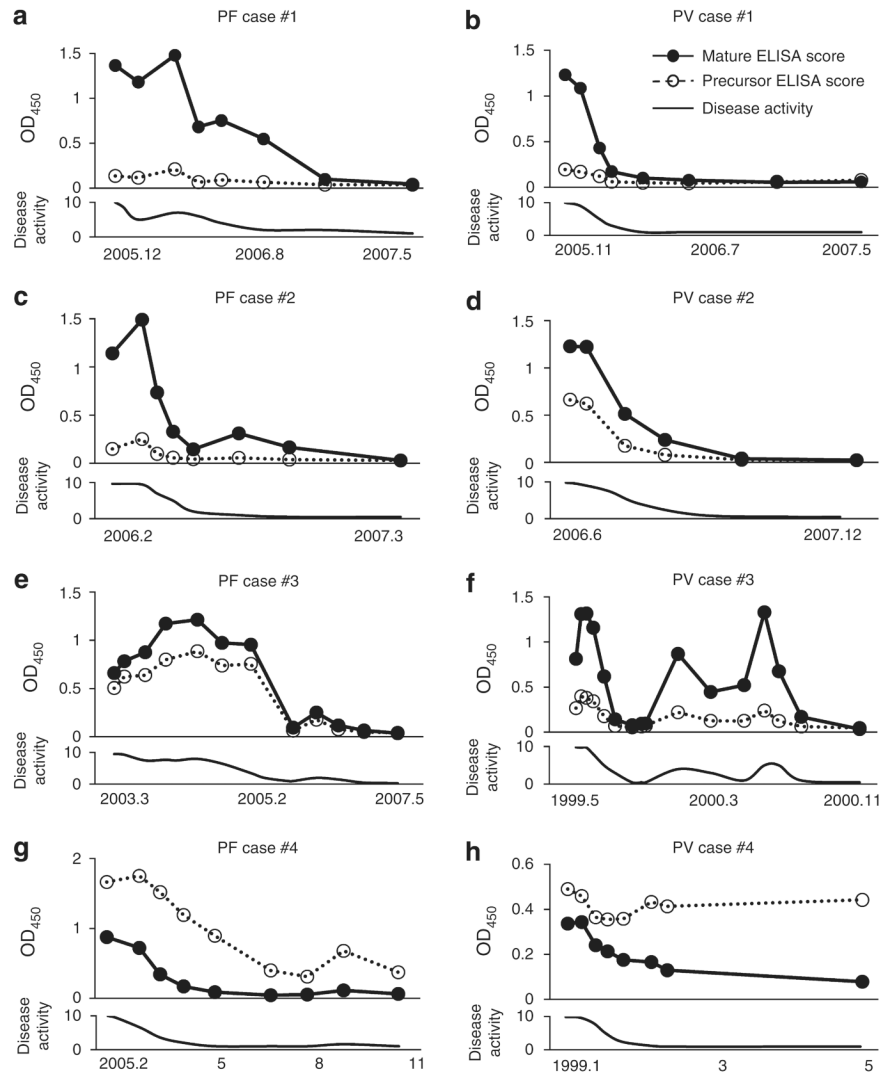 a PF case #1
1.5
1
0.5
0
OD450
10
0
Disease activity
2005.12 2006.8 2007.5
b PV case #1
Mature ELISA score
Precursor ELISA score
Disease activity
1.5
1
0.5
0
OD450
10
0
Disease activity
2005.11 2006.7 2007.5
c PF case #2
1.5
1
0.5
0
OD450
10
0
Disease activity
2006.2 2007.3
d PV case #2
1.5
1
0.5
0
OD450
10
0
Disease activity
2006.6 2007.12
e PF case #3
1.5
1
0.5
0
OD450
10
0
Disease activity
2003.3 2005.2 2007.5
f PV case #3
1.5
1
0.5
0
OD450
10
0
Disease activity
1999.5 2000.3 2000.11
g PF case #4
2
1
0
OD450
10
0
Disease activity
2005.2 5 8 11
h PV case #4
0.6
0.4
0.2
0
OD450
10
0
Disease activity
1999.1 3 5